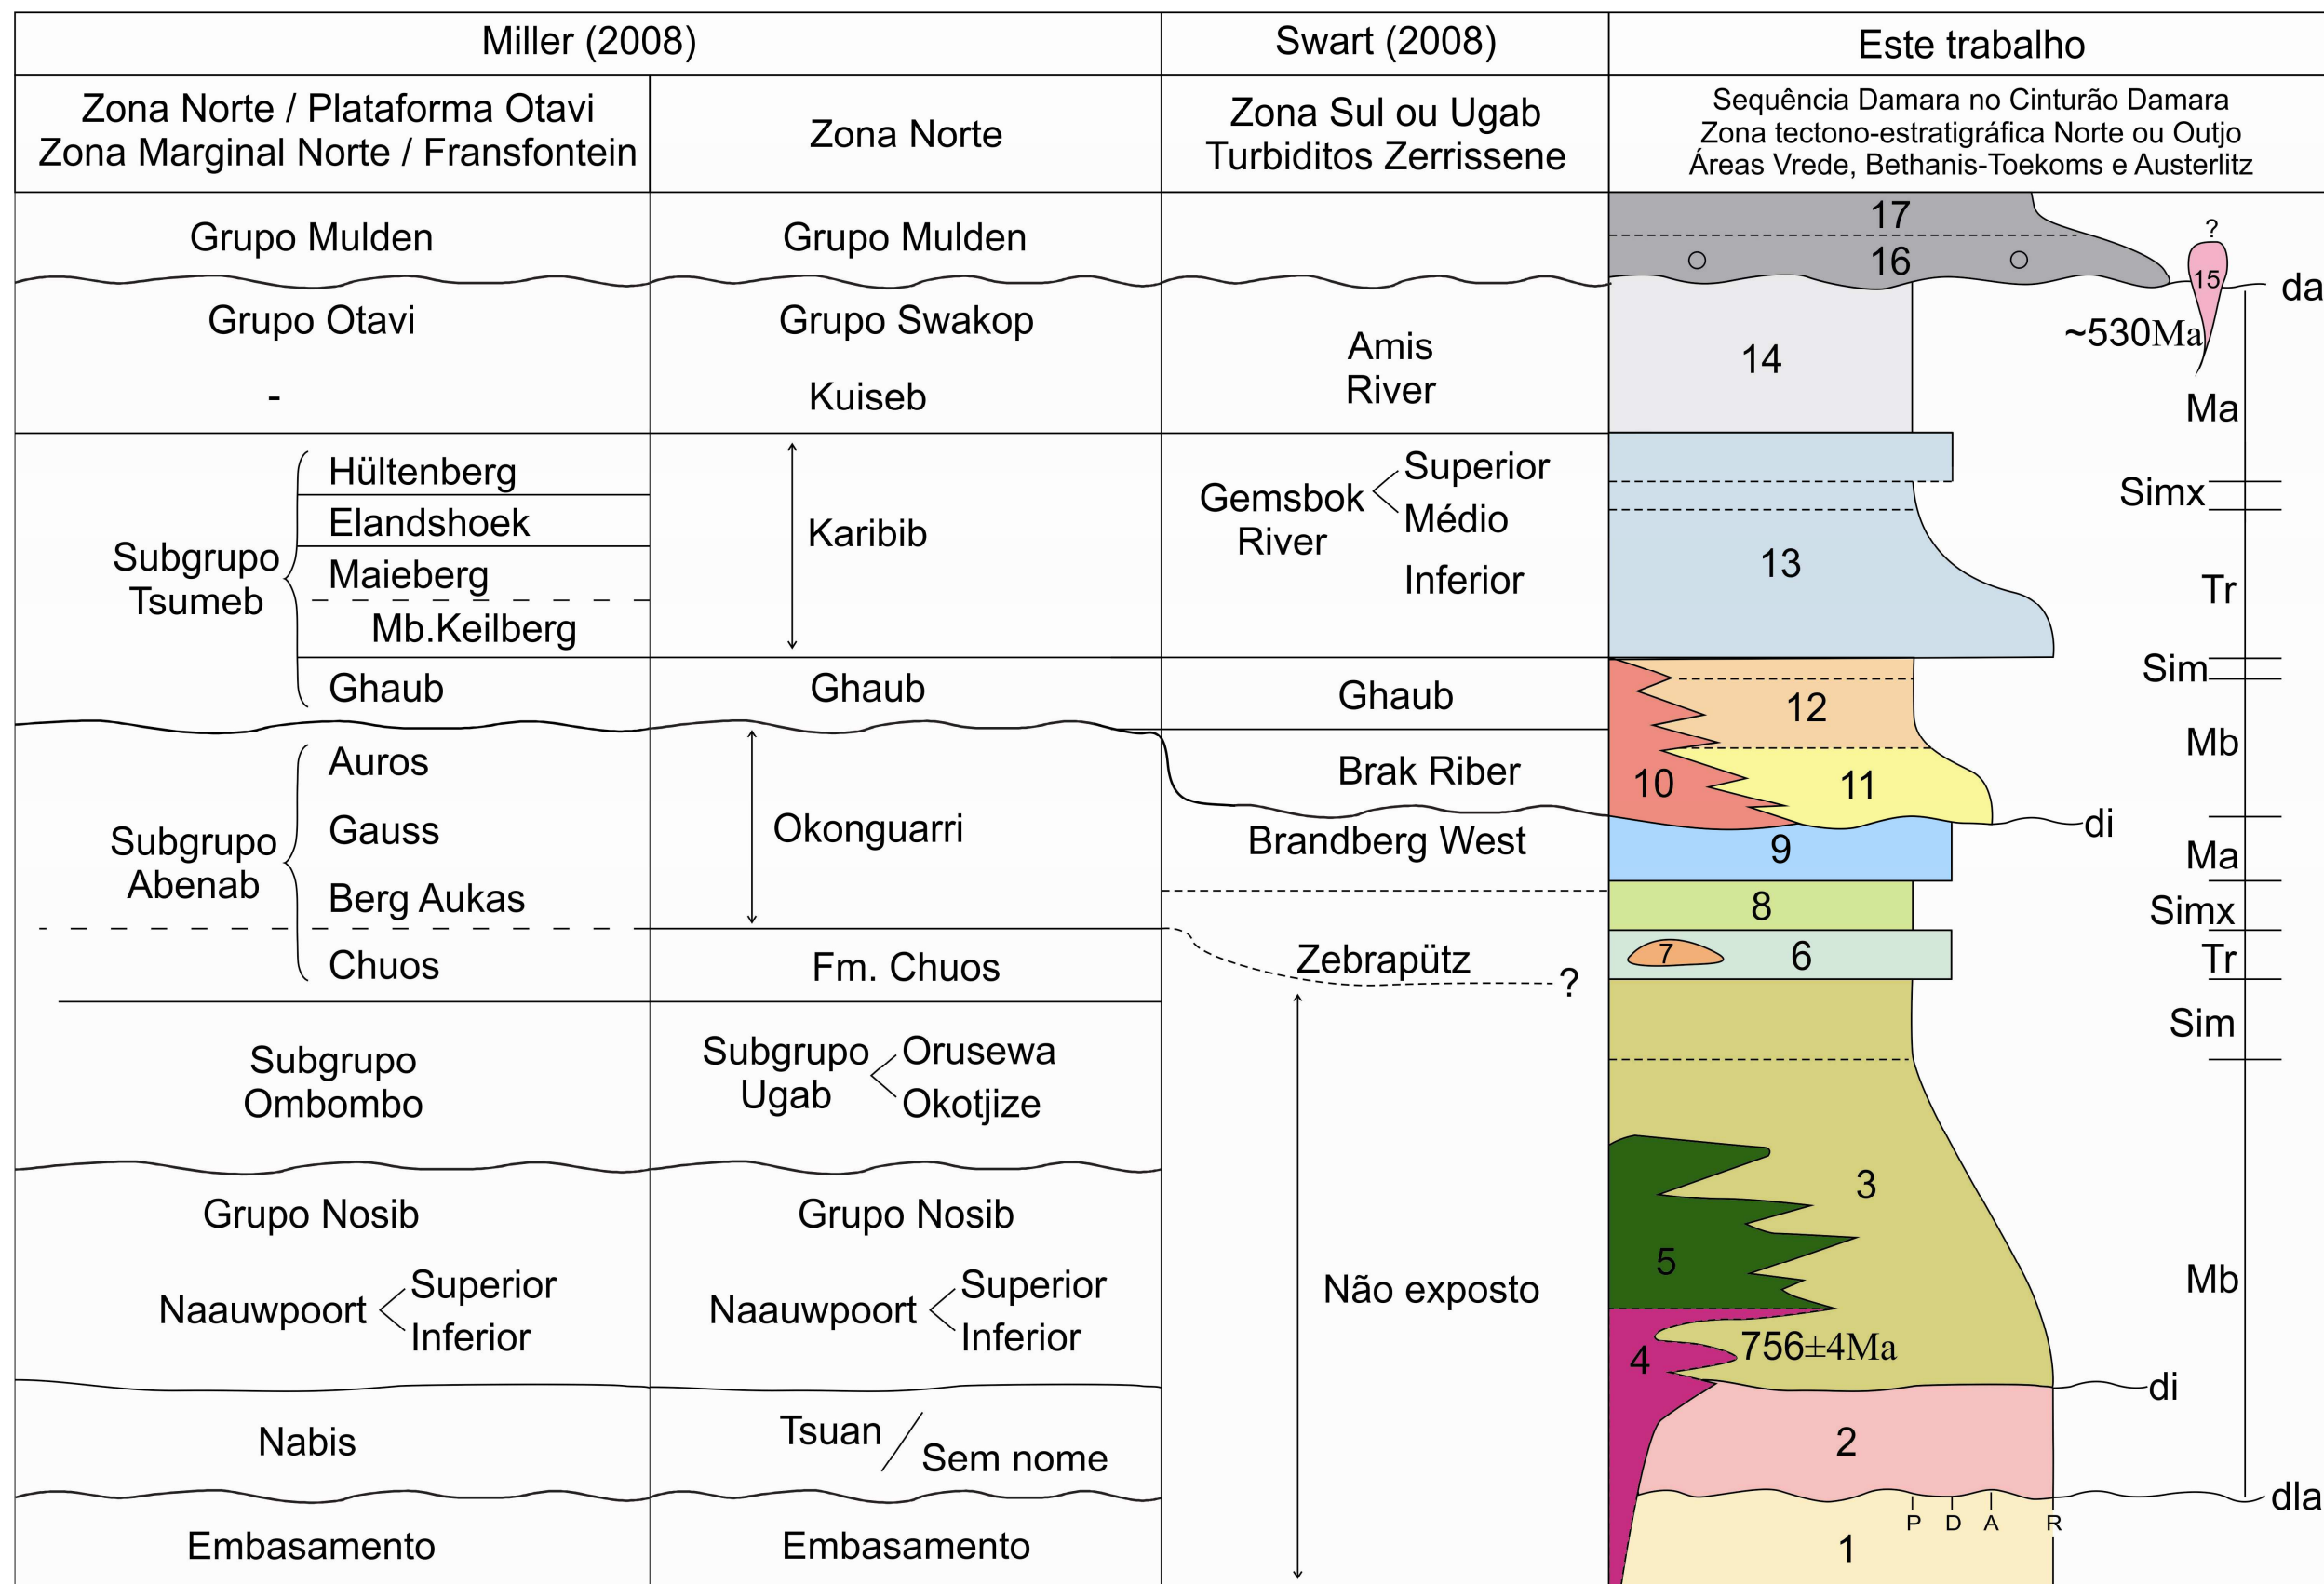 Miller (2008)
Swart (2008)
Este trabalho
Zona Norte / Plataforma Otavi
Zona Marginal Norte / Fransfontein
Zona Norte
Zona Sul ou Ugab
Turbiditos Zerrissene
Sequência Damara no Cinturão Damara
Zona tectono-estratigráfica Norte ou Outjo
Áreas Vrede, Bethanis-Toekoms e Austerlitz
Grupo Mulden
Grupo Mulden
17
16
?
15
da
Grupo Otavi
Grupo Swakop
Amis
River
14
~530Ma
-
Kuiseb
Ma
Subgrupo
Tsumeb
Hültenberg
Elandshoek
Maieberg
Mb.Keilberg
Ghaub
Karibib
Ghaub
Gemsbok
River
Superior
Médio
Inferior
Ghaub
13
Simx
Tr
Sim
12
Mb
Subgrupo
Abenab
Auros
Gauss
Berg Aukas
Chuos
Okonguarri
Fm. Chuos
Brak Riber
Brandberg West
Zebrapütz
?
10
11
di
9
Ma
8
Simx
7
6
Tr
Sim
Subgrupo
Ombombo
Subgrupo
Ugab
Orusewa
Okotjize
Grupo Nosib
Grupo Nosib
3
5
Mb
Naauwpoort
Superior
Inferior
Naauwpoort
Superior
Inferior
Não exposto
4
756±4Ma
di
Nabis
Tsuan
Sem nome
2
dla
P D A R
Embasamento
Embasamento
1